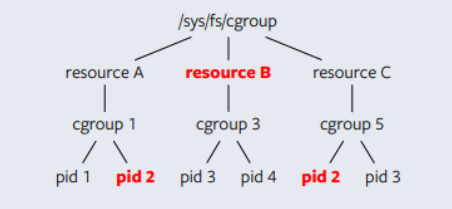 /sys/fs/cgroup
resource A resource B resource C
cgroup 1 cgroup 3 cgroup 5
pid 1 pid 2 pid 3 pid 4 pid 2 pid 3